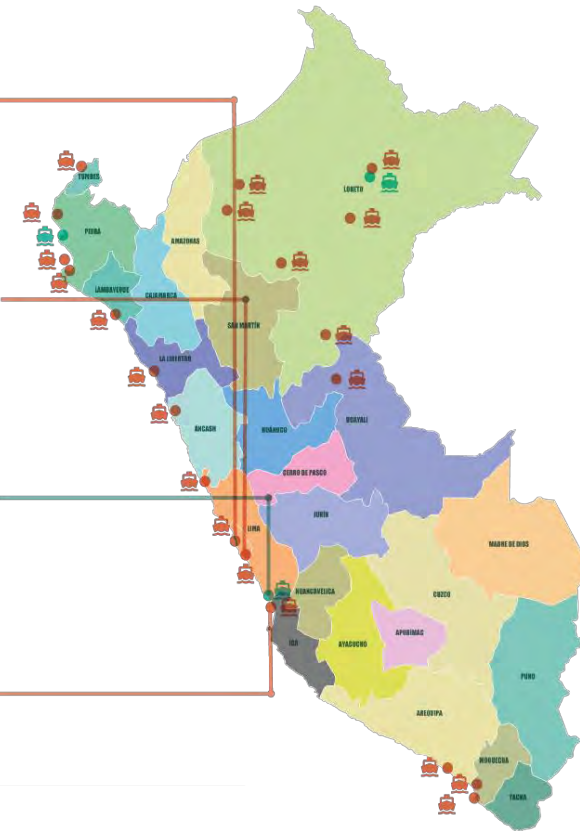 TUMBES
LORETO
PIURA
AMAZONAS
LAMBAYEQUE
CAJAMARCA
SAN MARTÍN
LA LIBERTAD
ANCASH
HUÁNUCO
UCAYALI
CERRO DE PASCO
JUNÍN
LIMA
MADRE DE DIOS
HUANCAVELICA
CUZCO
ICA
AYACUCHO
APURIMAC
PUNO
AREQUIPA
MOQUEGUA
TACNA